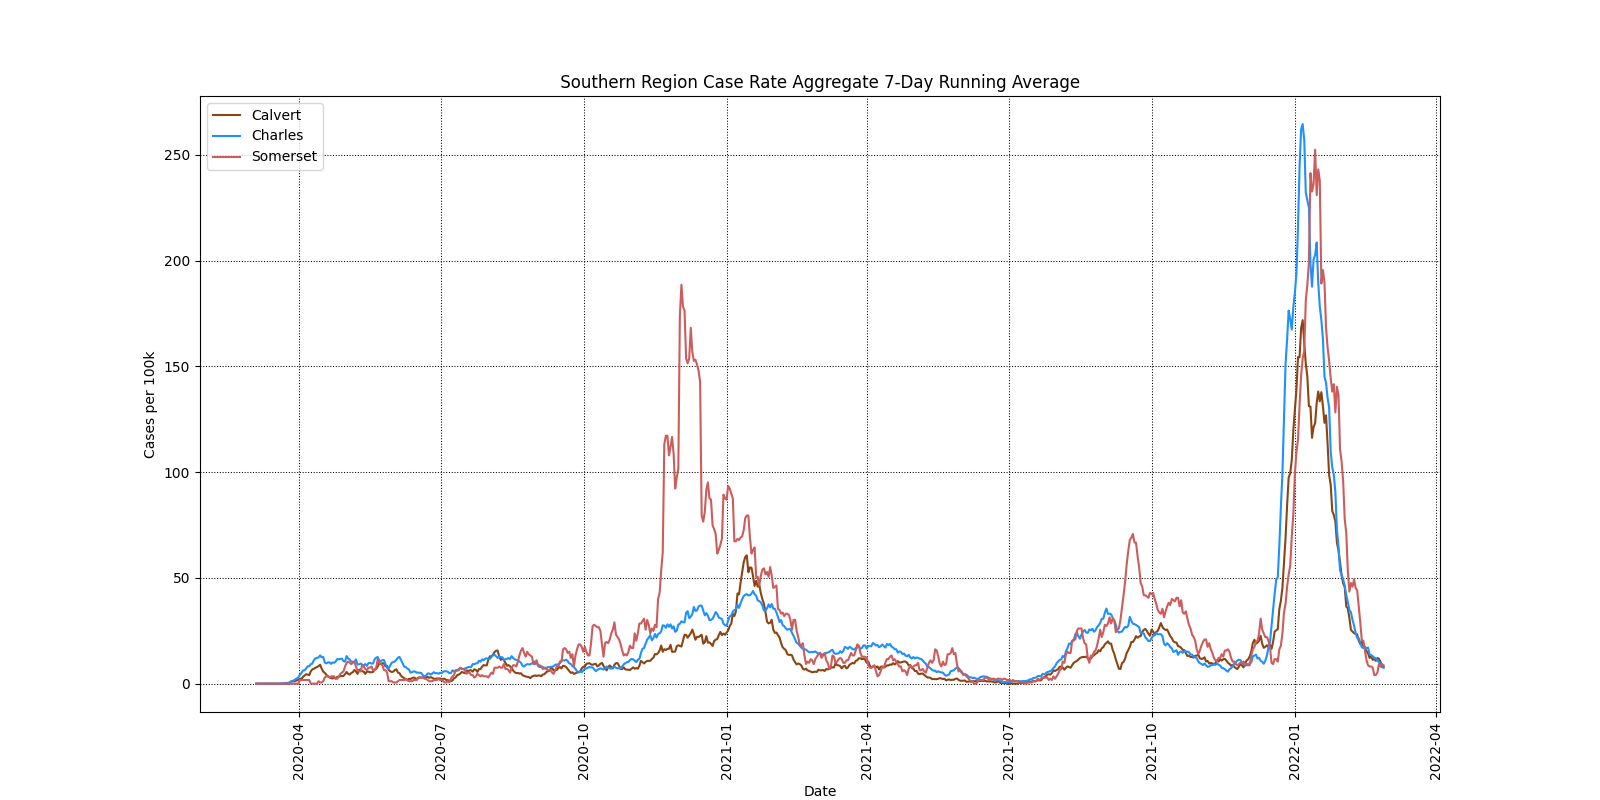 Southern Region Case Rate Aggregate 7-Day Running Average
Calvert
Charles
Somerset
Cases per 100k
250
200
150
100
50
0
2020-04
2020-07
2020-10
2021-01
2021-04
2021-07
2021-10
2022-01
2022-04
Date